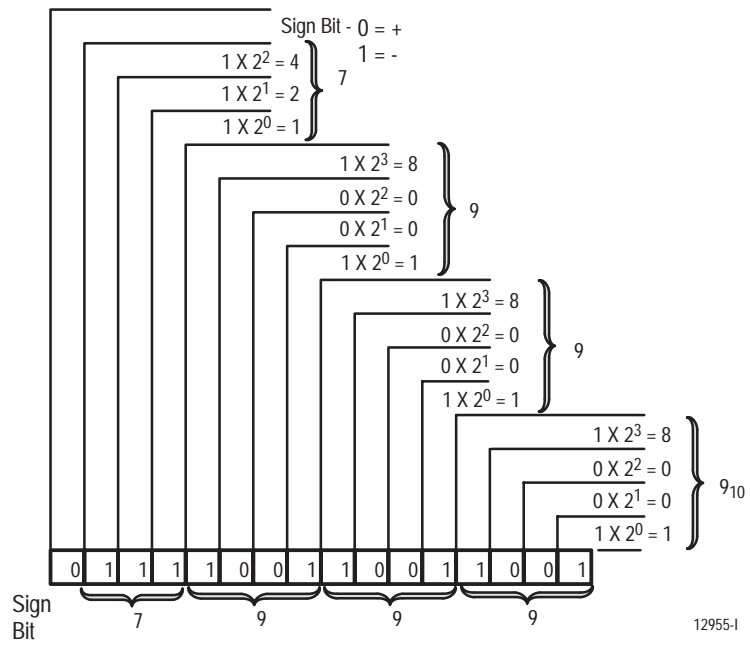 Sign Bit - 0 = +
1 = -
1 X 2² = 4
7
1 X 2¹ = 2
1 X 2⁰ = 1
1 X 2³ = 8
0 X 2² = 0
9
0 X 2¹ = 0
1 X 2⁰ = 1
1 X 2³ = 8
0 X 2² = 0
9
0 X 2¹ = 0
1 X 2⁰ = 1
1 X 2³ = 8
0 X 2² = 0
9₁₀
0 X 2¹ = 0
1 X 2⁰ = 1
0 1 1 1 1 0 0 1 1 0 0 1 1 0 0 1
Sign
Bit
7 9 9 9
12955-I